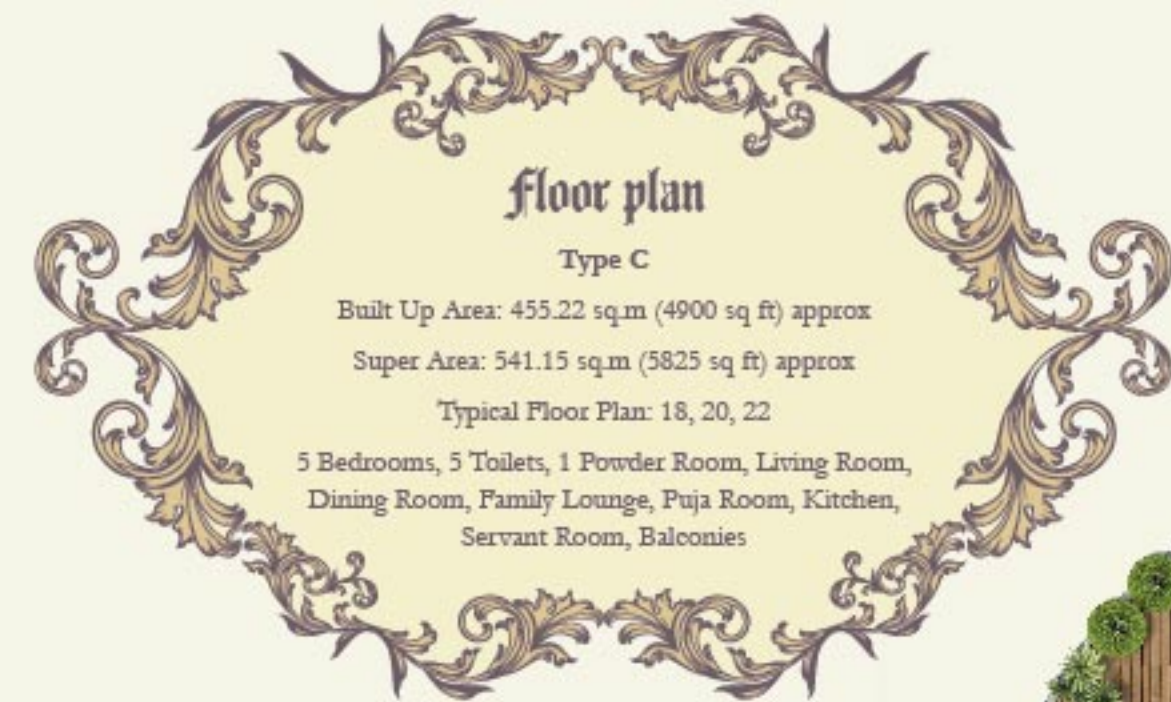 Floor plan
Type C
Built Up Area: 455.22 sq.m (4900 sq ft) approx
Super Area: 541.15 sq.m (5825 sq ft) approx
Typical Floor Plan: 18, 20, 22
5 Bedrooms, 5 Toilets, 1 Powder Room, Living Room,
Dining Room, Family Lounge, Puja Room, Kitchen,
Servant Room, Balconies